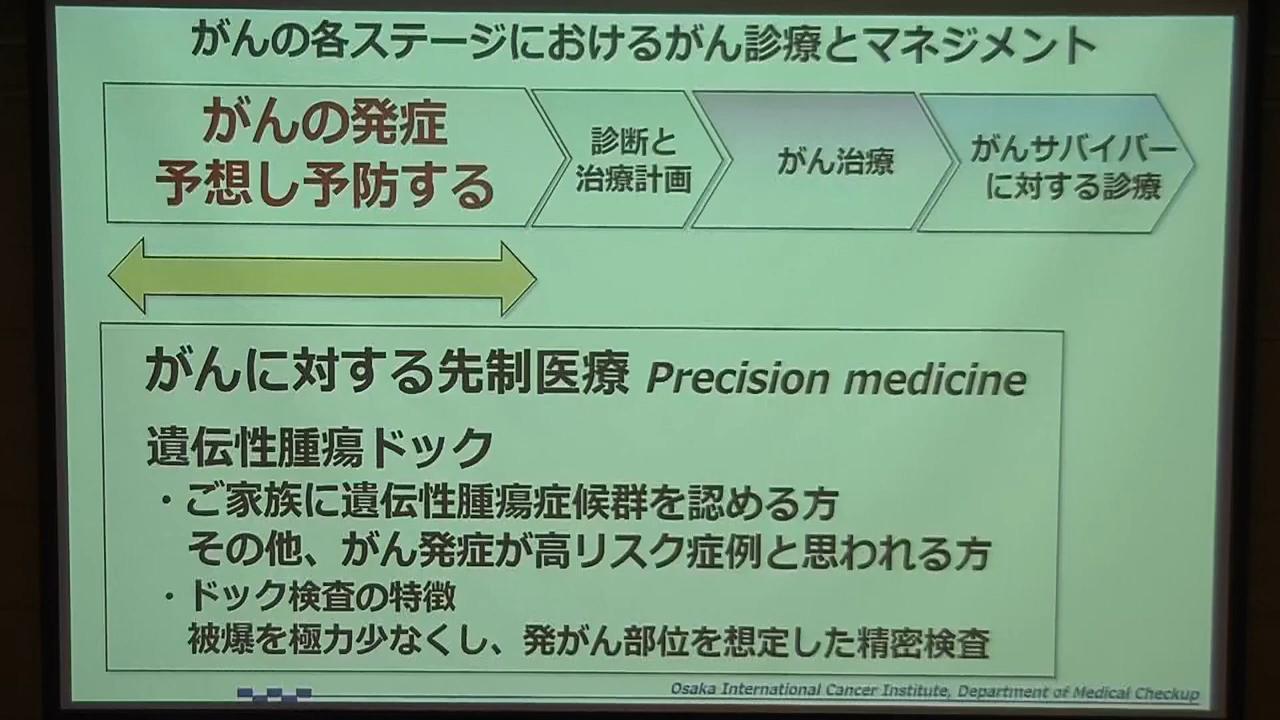 がんの各ステージにおけるがん診療とマネジメント
がんの発症
予想し予防する
診断と
治療計画
がん治療
がんサバイバー
に対する診療
がんに対する先制医療 Precision medicine
遺伝性腫瘍ドック
・ご家族に遺伝性腫瘍症候群を認める方
その他、がん発症が高リスク症例と思われる方
・ドック検査の特徴
被爆を極力少なくし、発がん部位を想定した精密検査
Osaka International Cancer Institute, Department of Medical Checkup